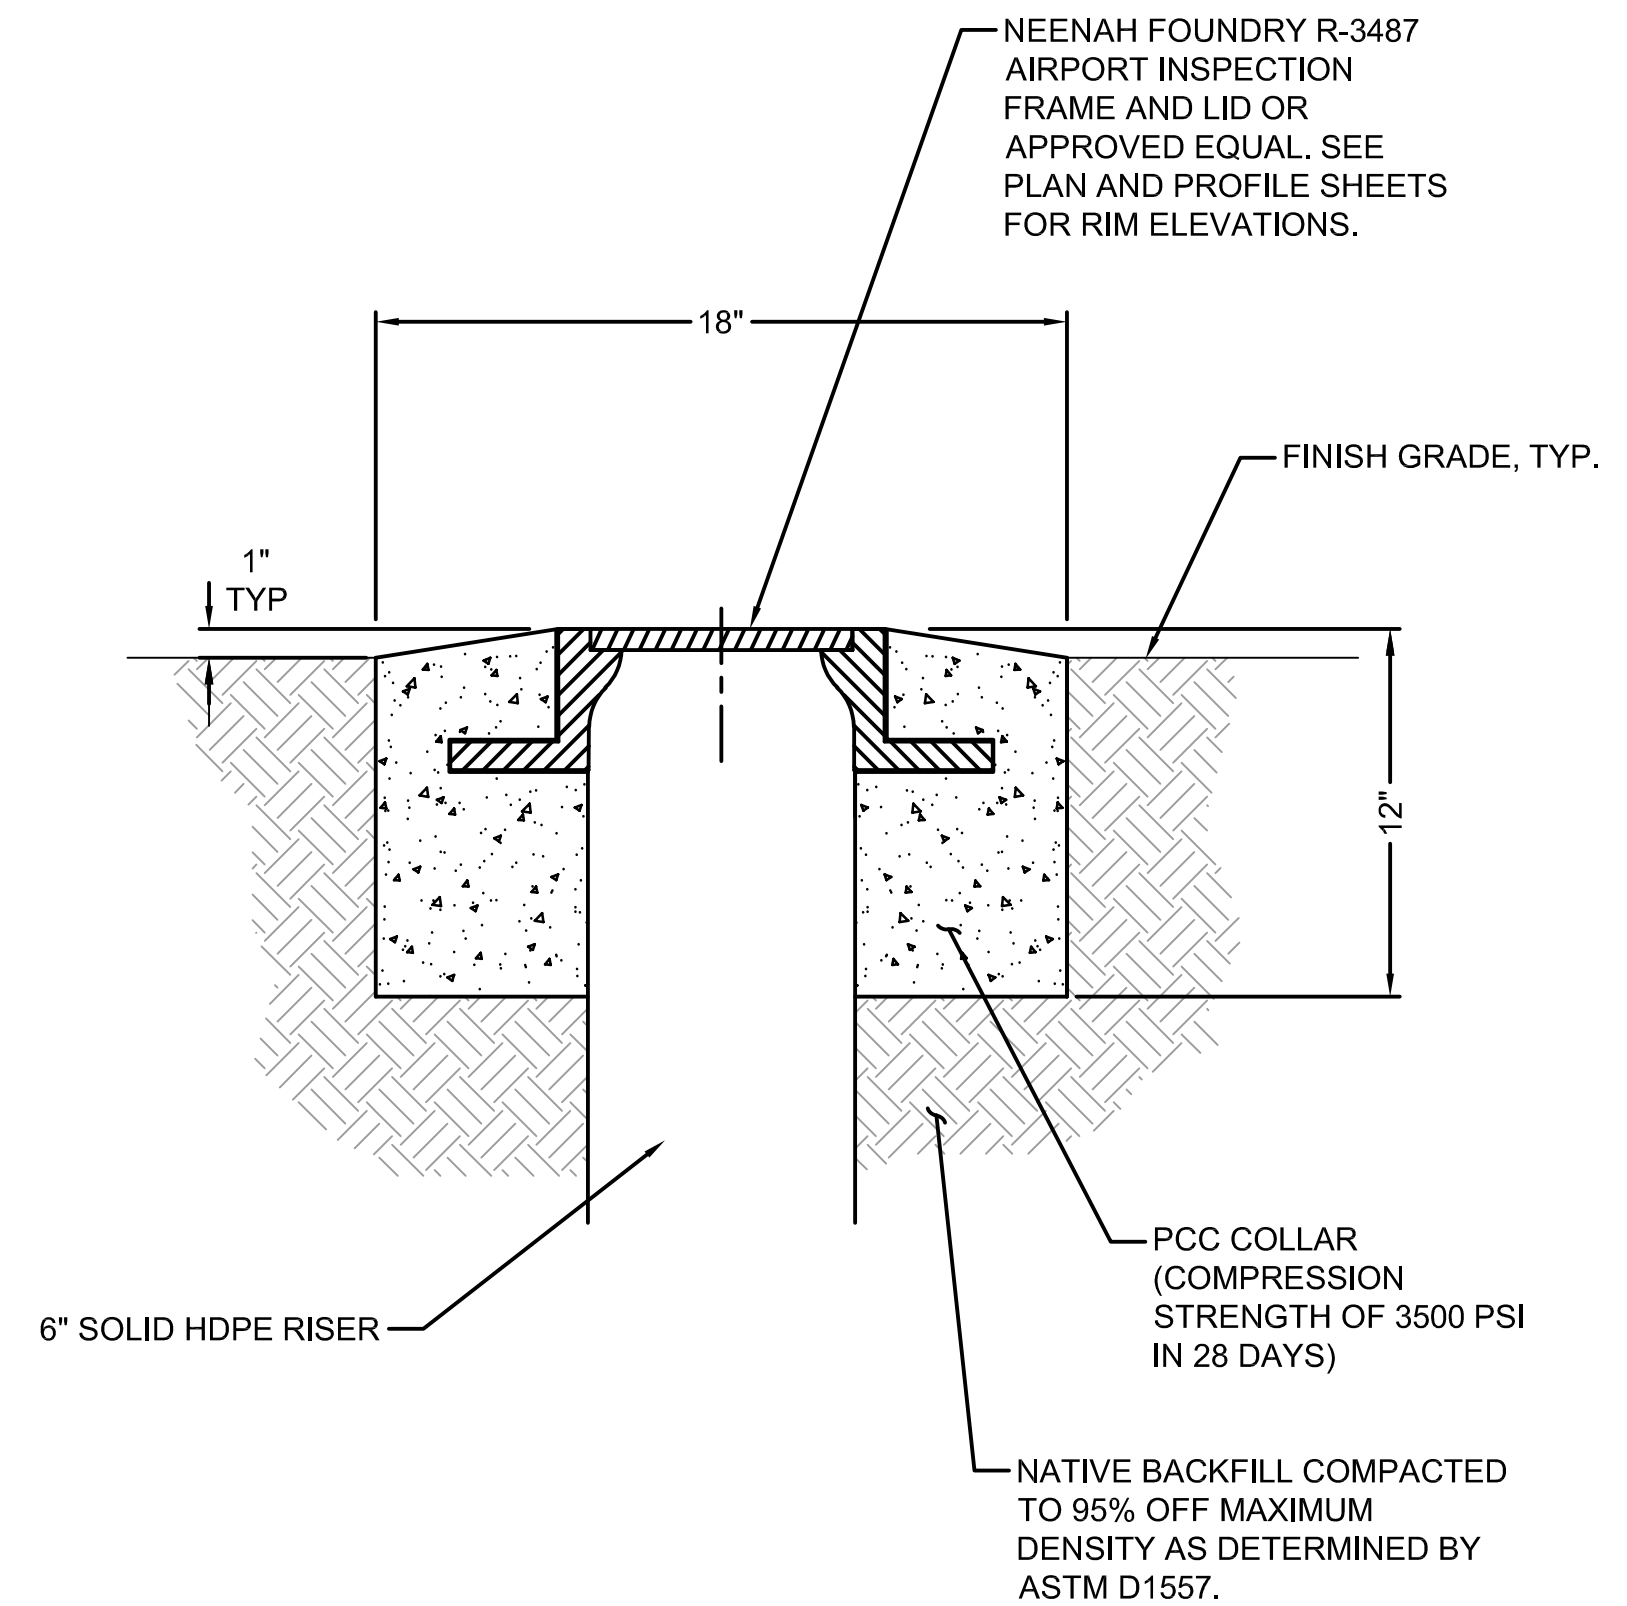 NEENAH FOUNDRY R-3487
AIRPORT INSPECTION
FRAME AND LID OR
APPROVED EQUAL. SEE
PLAN AND PROFILE SHEETS
FOR RIM ELEVATIONS.
18"
FINISH GRADE, TYP.
1"
TYP
12"
PCC COLLAR
(COMPRESSION
STRENGTH OF 3500 PSI
IN 28 DAYS)
6" SOLID HDPE RISER
NATIVE BACKFILL COMPACTED
TO 95% OFF MAXIMUM
DENSITY AS DETERMINED BY
ASTM D1557.